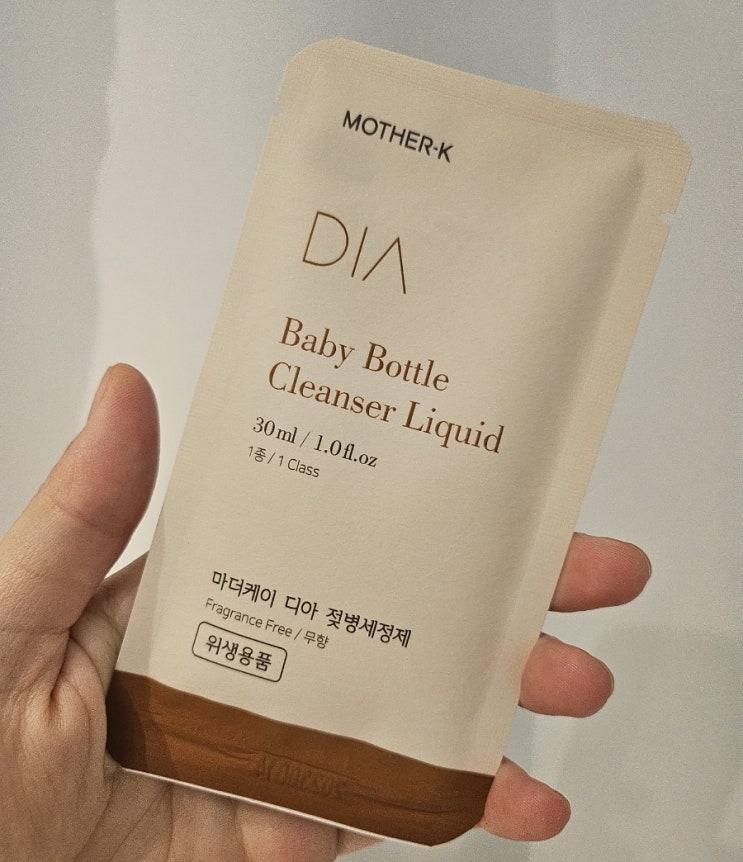 MOTHER-K
DIA
Baby Bottle
Cleanser Liquid
30ml / 1.0fl.oz
1종 / 1 Class
마더케이 디아 젖병세정제
Fragrance Free / 무향
위생용품